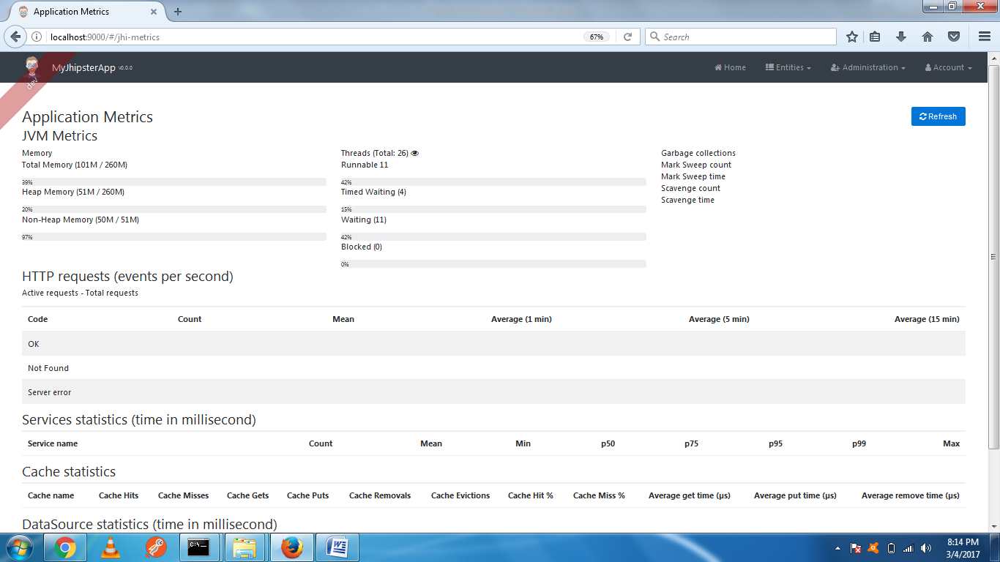 Application Metrics
localhost:9000/#/jhi-metrics
67%
Search
dev
MyJhipsterApp v0.0.0
Home Entities Administration Account
Application Metrics
Refresh
JVM Metrics
Memory
Total Memory (101M / 260M)
39%
Heap Memory (51M / 260M)
20%
Non-Heap Memory (50M / 51M)
97%
Threads (Total: 26)
Runnable 11
42%
Timed Waiting (4)
15%
Waiting (11)
42%
Blocked (0)
0%
Garbage collections
Mark Sweep count
Mark Sweep time
Scavenge count
Scavenge time
HTTP requests (events per second)
Active requests - Total requests
Code Count Mean Average (1 min) Average (5 min) Average (15 min)
OK
Not Found
Server error
Services statistics (time in millisecond)
Service name Count Mean Min p50 p75 p95 p99 Max
Cache statistics
Cache name Cache Hits Cache Misses Cache Gets Cache Puts Cache Removals Cache Evictions Cache Hit % Cache Miss % Average get time (µs) Average put time (µs) Average remove time (µs)
DataSource statistics (time in millisecond)
C:\_
W
8:14 PM
3/4/2017